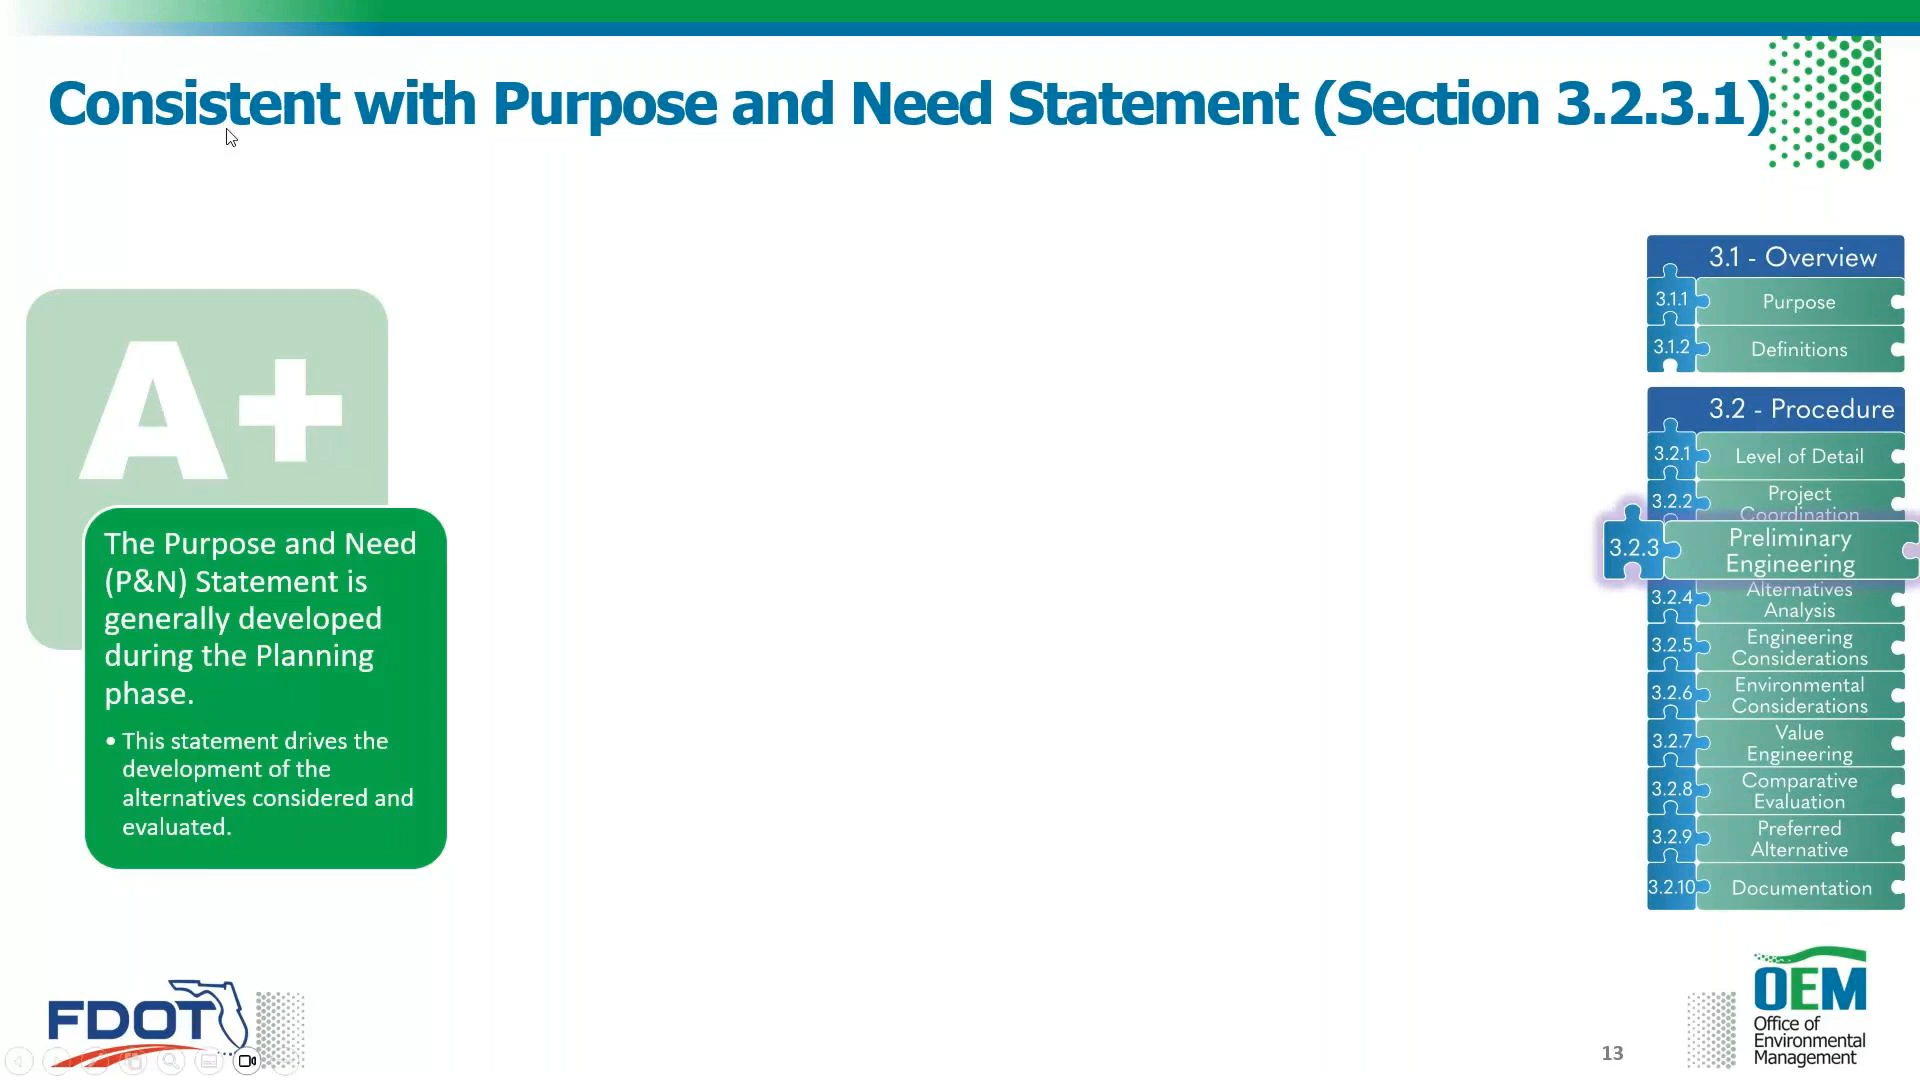 Consistent with Purpose and Need Statement (Section 3.2.3.1)
A+
The Purpose and Need
(P&N) Statement is
generally developed
during the Planning
phase.
• This statement drives the
development of the
alternatives considered and
evaluated.
3.1 - Overview
3.1.1 Purpose
3.1.2 Definitions
3.2 - Procedure
3.2.1 Level of Detail
3.2.2 Project
Coordination
3.2.3 Preliminary
Engineering
3.2.4 Alternatives
Analysis
3.2.5 Engineering
Considerations
3.2.6 Environmental
Considerations
3.2.7 Value
Engineering
3.2.8 Comparative
Evaluation
3.2.9 Preferred
Alternative
3.2.10 Documentation
FDOT
13
OEM
Office of
Environmental
Management